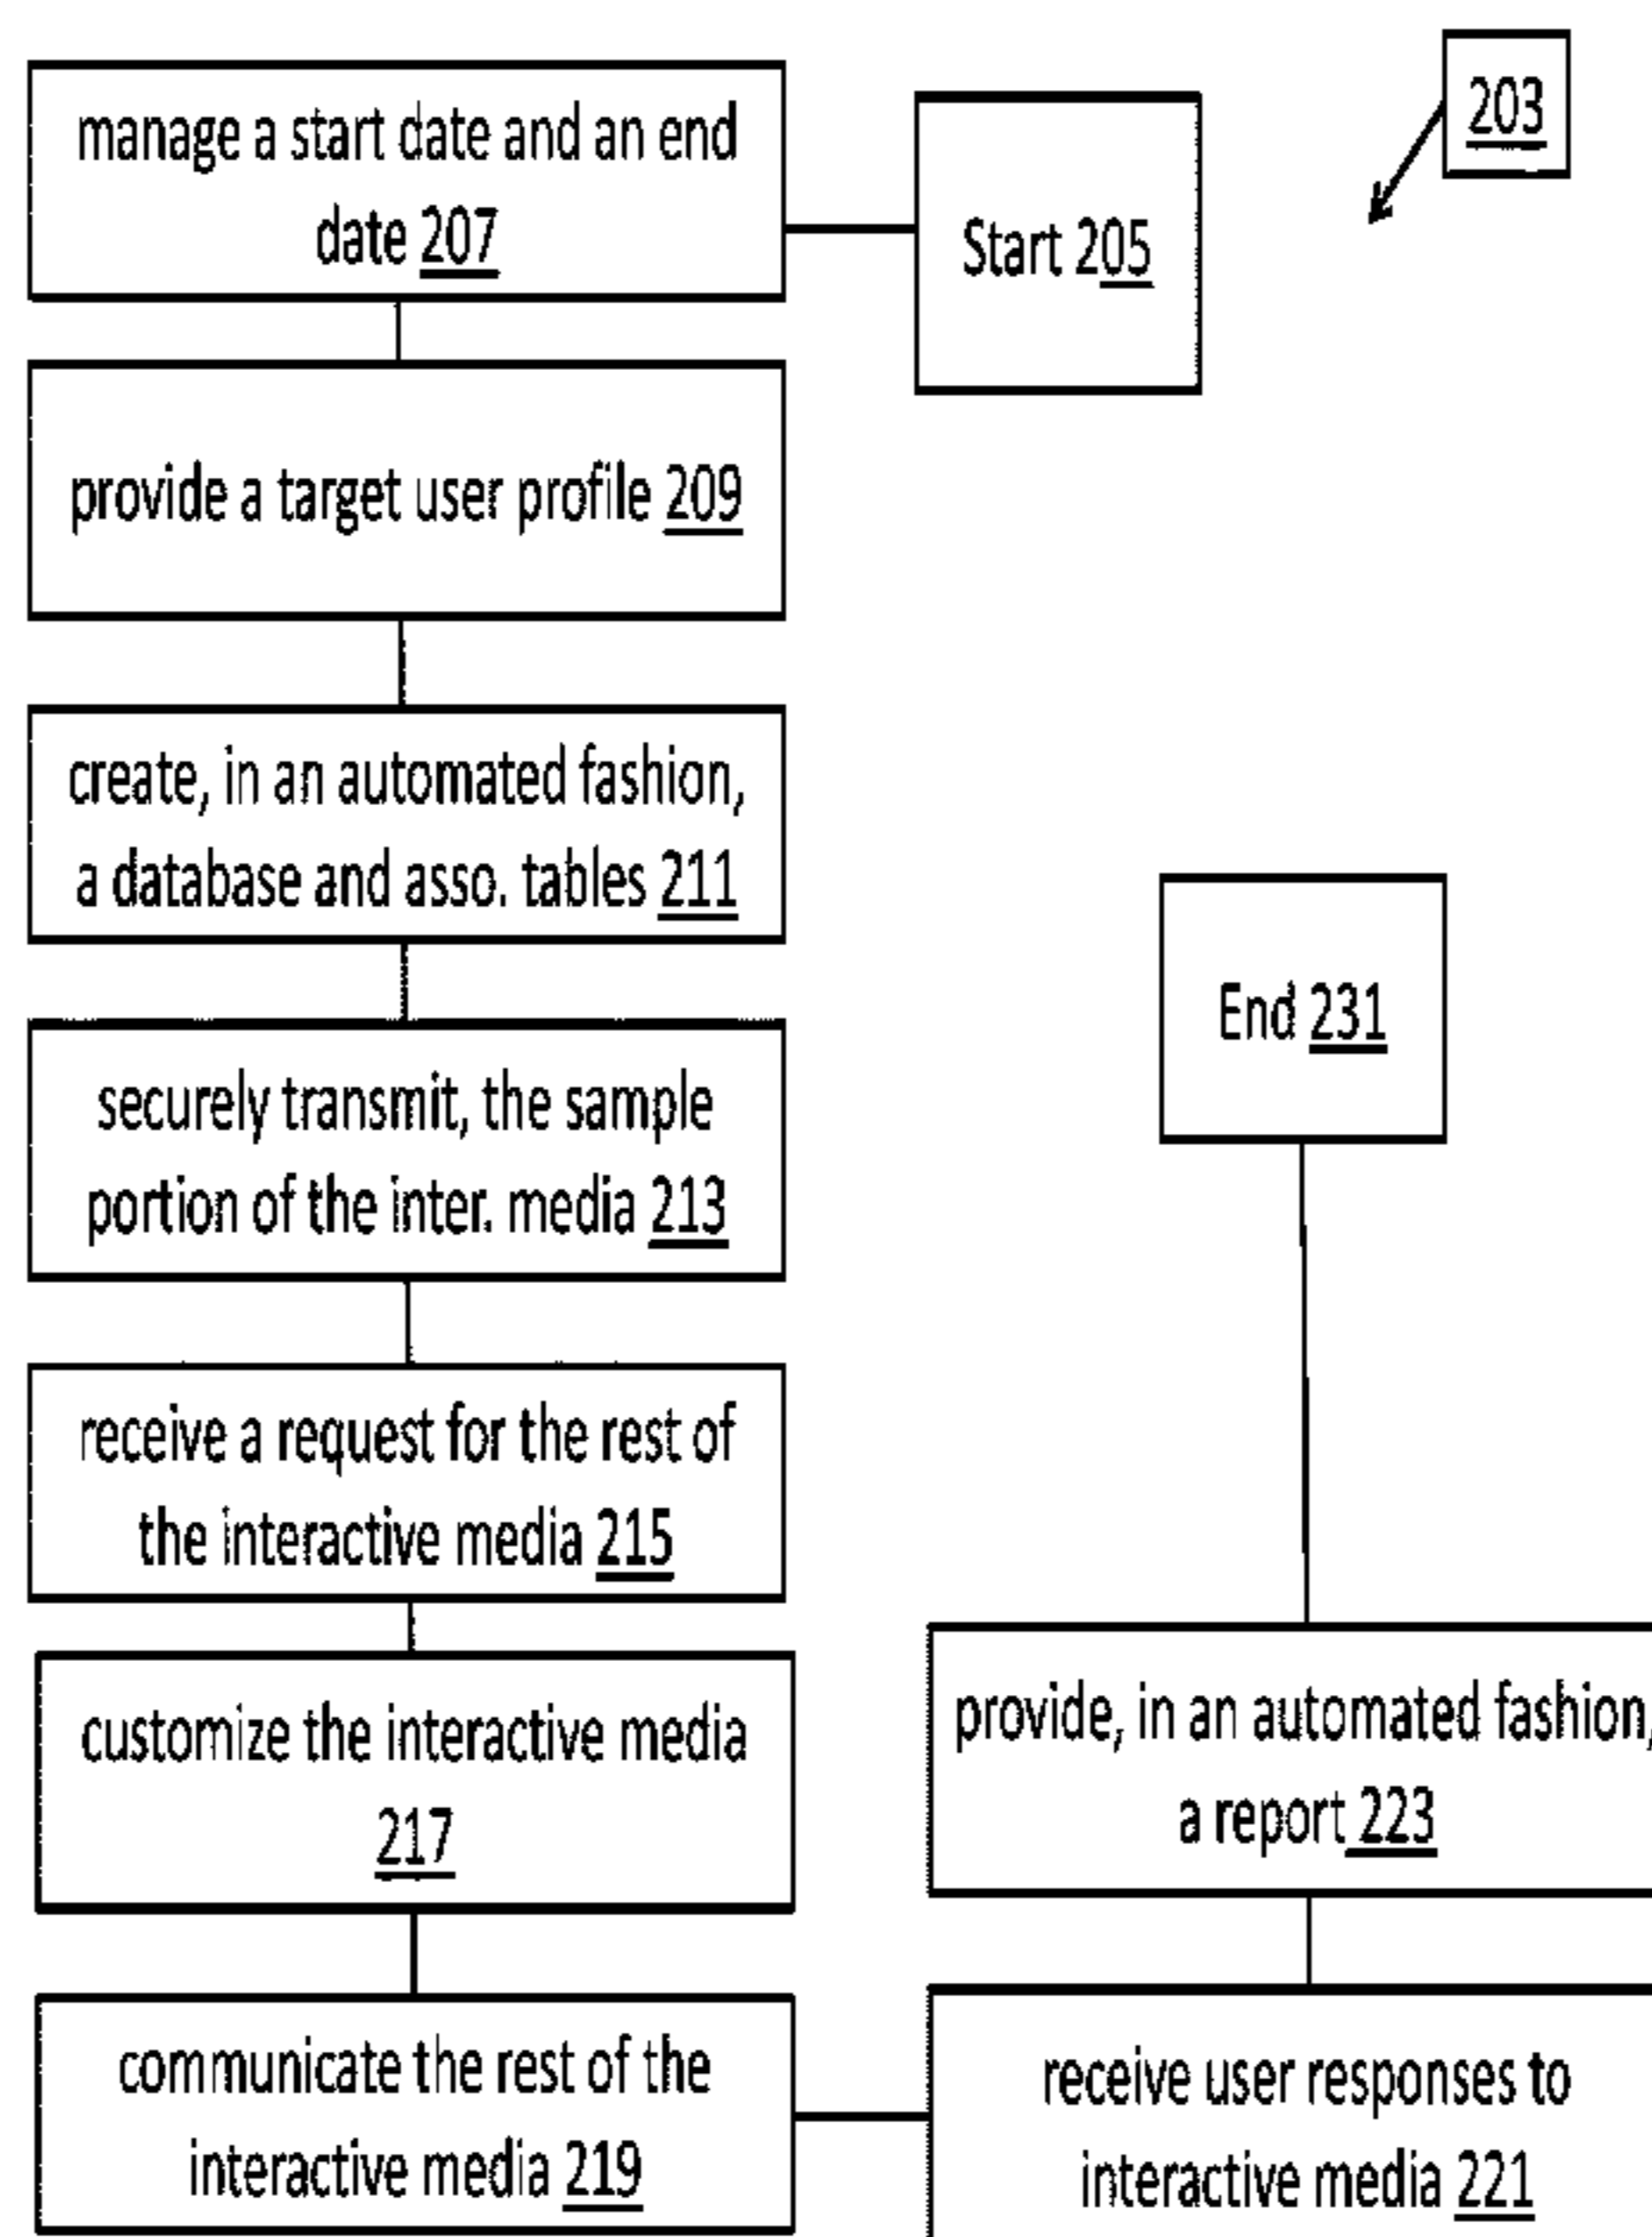 203
Start 205
manage a start date and an end
date 207
provide a target user profile 209
create, in an automated fashion,
a database and asso. tables 211
securely transmit, the sample
portion of the inter. media 213
receive a request for the rest of
the interactive media 215
customize the interactive media
217
communicate the rest of the
interactive media 219
receive user responses to
interactive media 221
provide, in an automated fashion,
a report 223
End 231